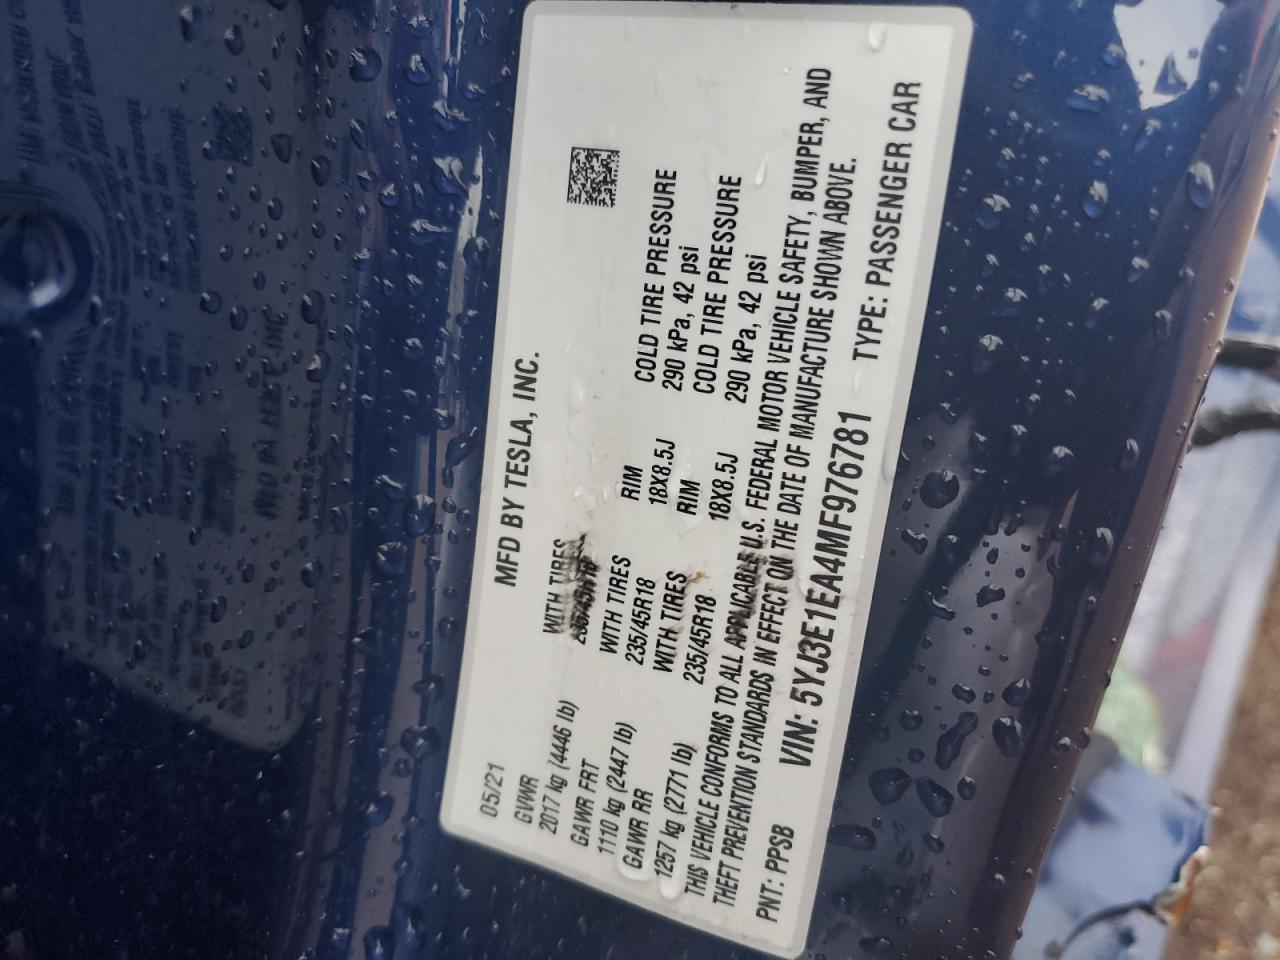 MFD BY TESLA, INC.
05/21
GVWR
2017 kg (4446 lb)
WITH TIRES
GAWR FRT
1110 kg (2447 lb)
WITH TIRES
235/45R18
RIM
18X8.5J
COLD TIRE PRESSURE
290 kPa, 42 psi
GAWR RR
1257 kg (2771 lb)
WITH TIRES
235/45R18
RIM
18X8.5J
COLD TIRE PRESSURE
290 kPa, 42 psi
THIS VEHICLE CONFORMS TO ALL APPLICABLE U.S. FEDERAL MOTOR VEHICLE SAFETY, BUMPER, AND
THEFT PREVENTION STANDARDS IN EFFECT ON THE DATE OF MANUFACTURE SHOWN ABOVE.
PNT: PPSB VIN: 5YJ3E1EA4MF976781 TYPE: PASSENGER CAR